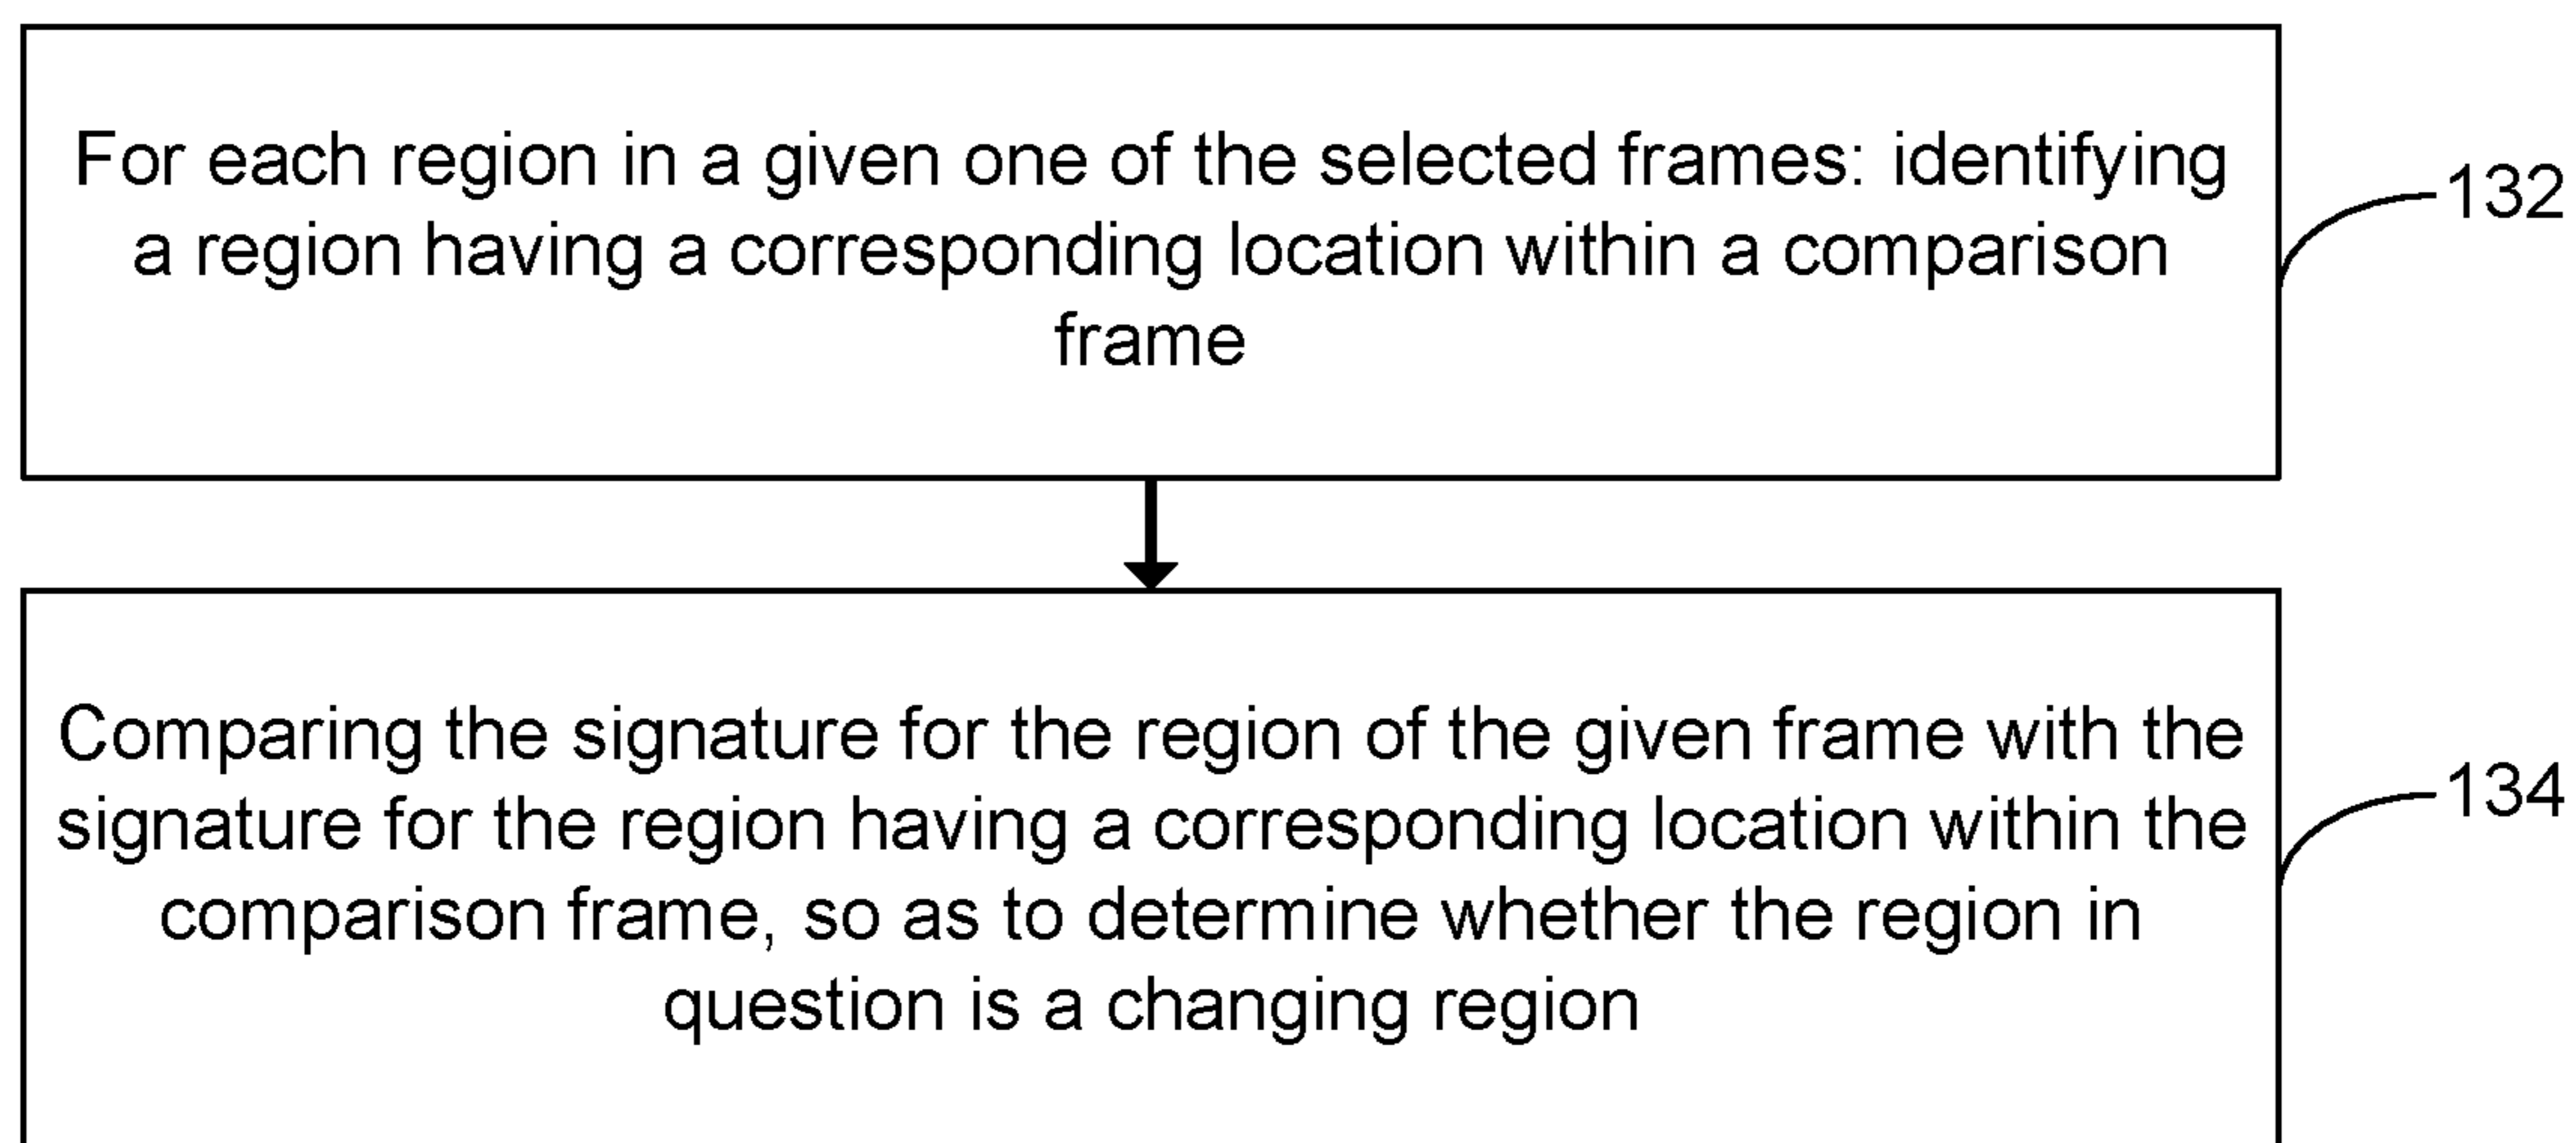 For each region in a given one of the selected frames: identifying
a region having a corresponding location within a comparison
frame
132
Comparing the signature for the region of the given frame with the
signature for the region having a corresponding location within the
comparison frame, so as to determine whether the region in
question is a changing region
134